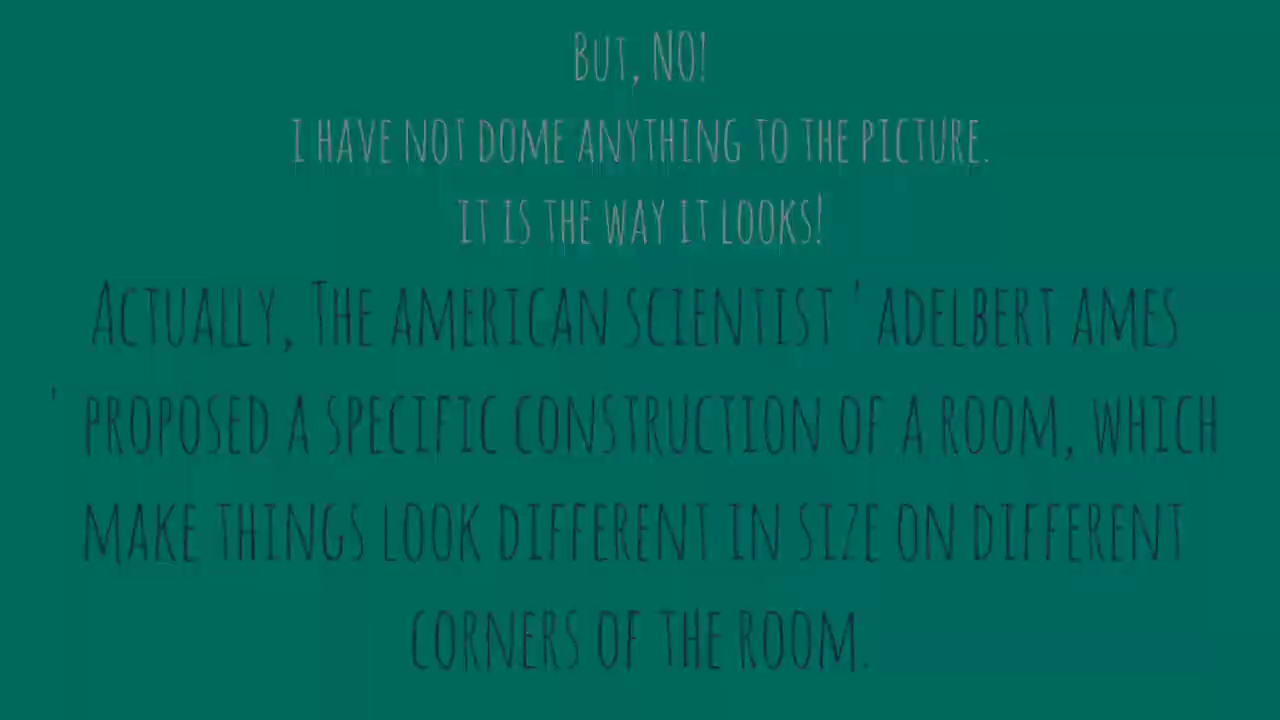 But, NO!
I HAVE NOT DOME ANYTHING TO THE PICTURE.
IT IS THE WAY IT LOOKS!
ACTUALLY, THE AMERICAN SCIENTIST ' ADELBERT AMES
' PROPOSED A SPECIFIC CONSTRUCTION OF A ROOM, WHICH
MAKE THINGS LOOK DIFFERENT IN SIZE ON DIFFERENT
CORNERS OF THE ROOM.